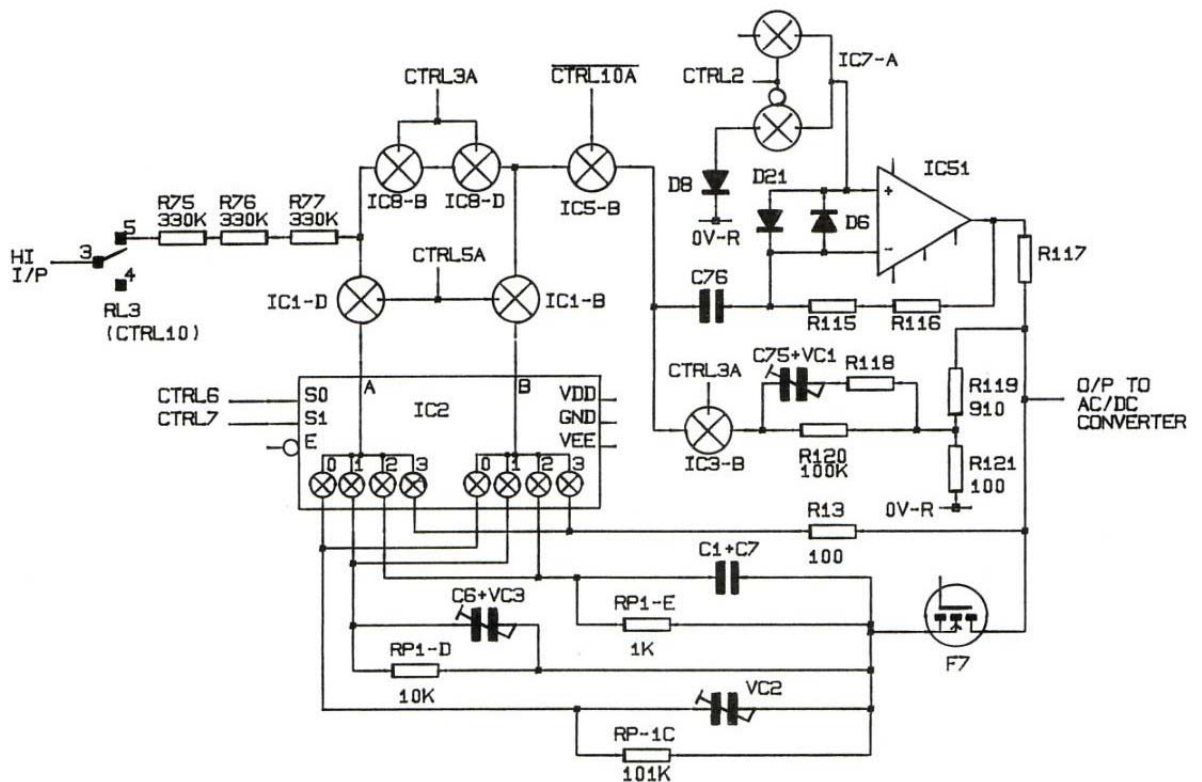 CTRL3A
CTRL10A
CTRL2
IC7-A
IC8-B
IC8-D
IC5-B
D8
D21
D6
IC51
+
-
0V-R
R75
330K
R76
330K
R77
330K
HI
I/P
3
5
4
RL3
(CTRL10)
CTRL5A
IC1-D
IC1-B
C76
R115
R116
R117
CTRL6
CTRL7
S0
S1
E
A
IC2
B
VDD
GND
VEE
0
1
2
3
0
1
2
3
CTRL3A
IC3-B
C75+VC1
R118
R120
100K
R119
910
R121
100
0V-R
O/P TO
AC/DC
CONVERTER
R13
100
C1+C7
C6+VC3
RP1-E
1K
RP1-D
10K
VC2
RP-1C
101K
F7